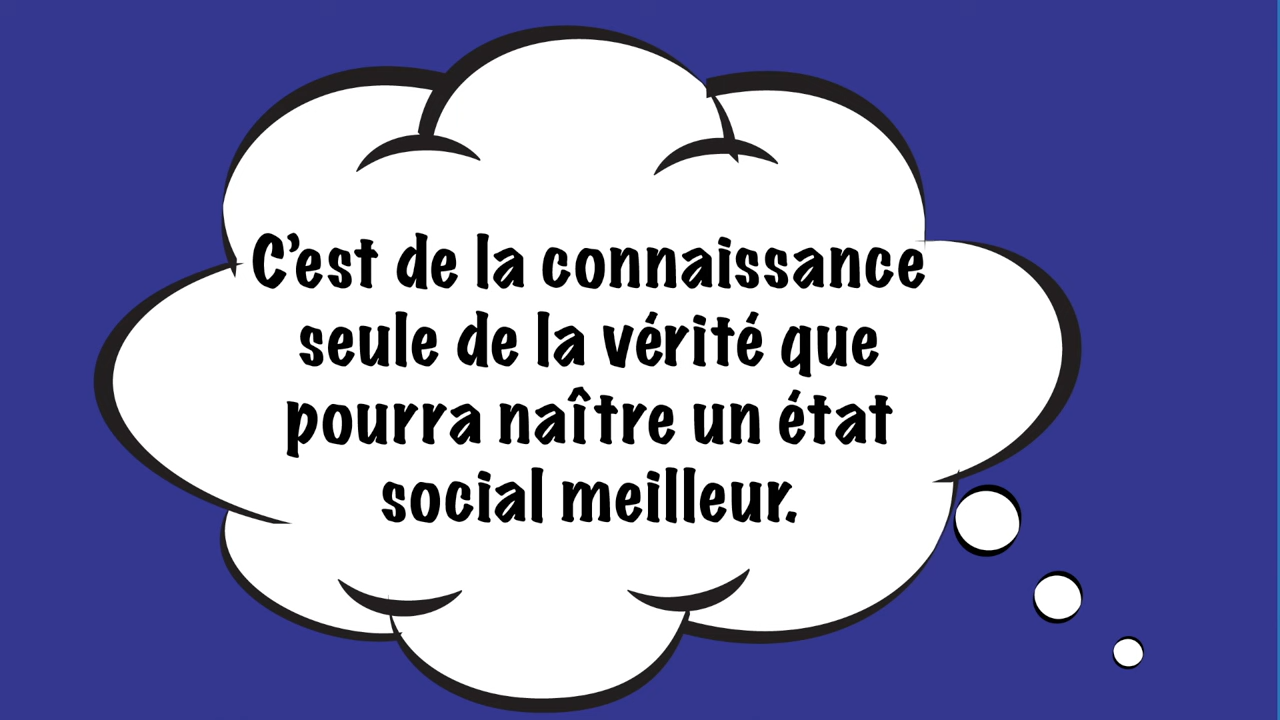 C’est de la connaissance
seule de la vérité que
pourra naître un état
social meilleur.